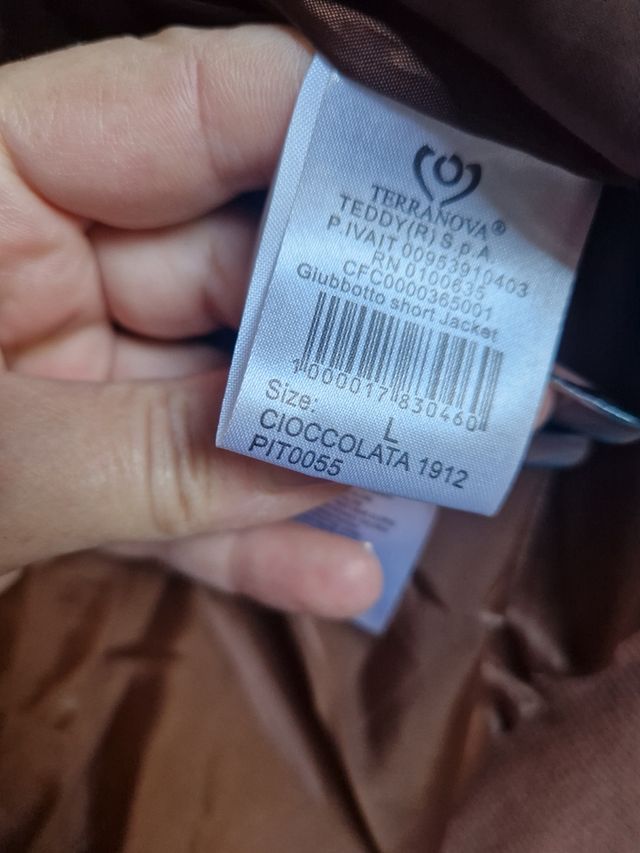 TERRANOVA®
TEDDY(R) S.p.A.
P.IVAIT 00953910403
RN 0100635
CFC0000365001
Giubbotto short Jacket
1000017830460
Size:
L
CIOCCOLATA 1912
PIT0055